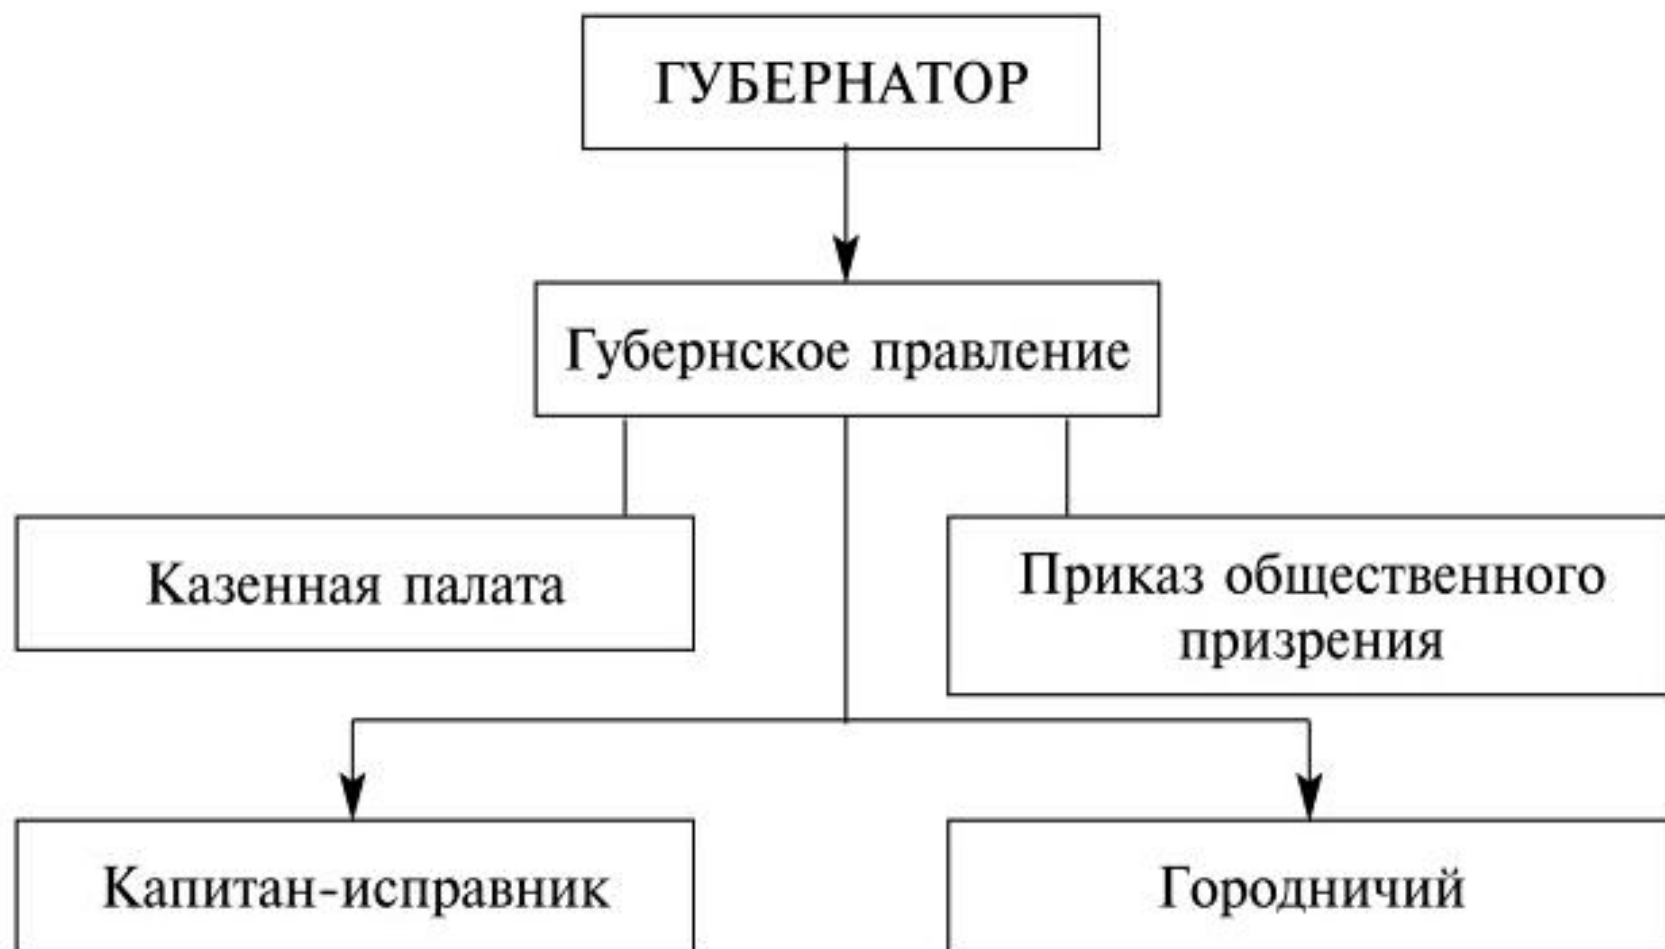 ГУБЕРНАТОР
Губернское правление
Казенная палата
Приказ общественного
призрения
Капитан-исправник
Городничий